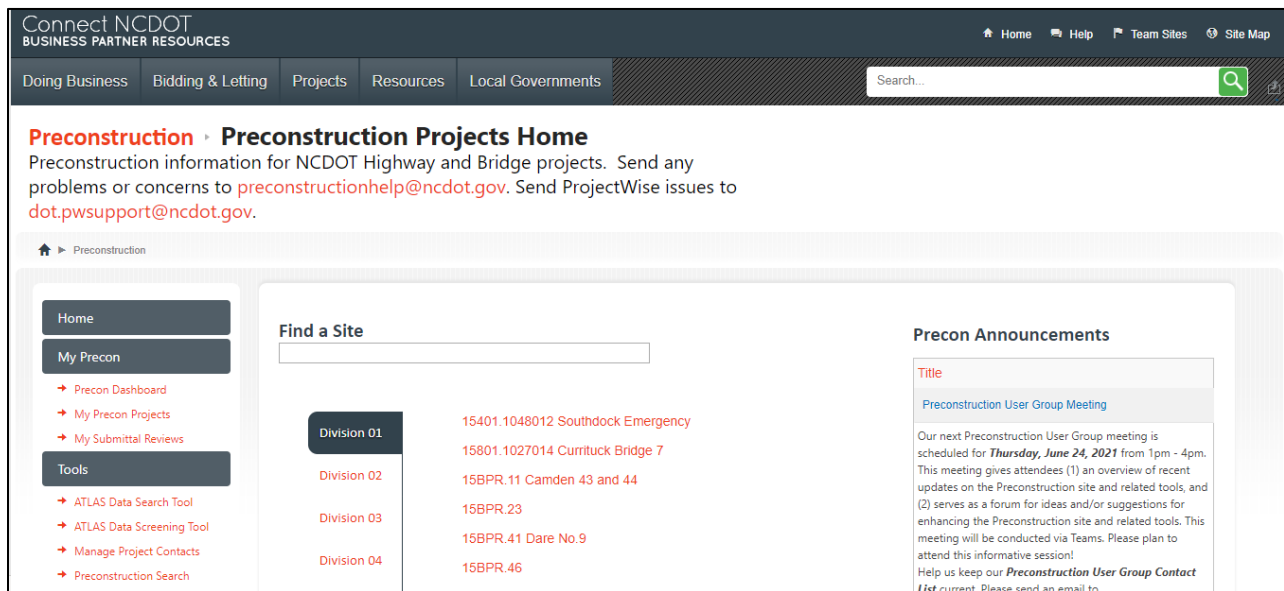 Connect NCDOT
BUSINESS PARTNER RESOURCES
Home Help Team Sites Site Map
Doing Business Bidding & Letting Projects Resources Local Governments
Search...
Preconstruction Preconstruction Projects Home
Preconstruction information for NCDOT Highway and Bridge projects. Send any
problems or concerns to preconstructionhelp@ncdot.gov. Send ProjectWise issues to
dot.pwsupport@ncdot.gov.
Preconstruction
Home
My Precon
Precon Dashboard
My Precon Projects
My Submittal Reviews
Tools
ATLAS Data Search Tool
ATLAS Data Screening Tool
Manage Project Contacts
Preconstruction Search
Find a Site
Division 01
Division 02
Division 03
Division 04
15401.1048012 Southdock Emergency
15801.1027014 Currituck Bridge 7
15BPR.11 Camden 43 and 44
15BPR.23
15BPR.41 Dare No.9
15BPR.46
Precon Announcements
Title
Preconstruction User Group Meeting
Our next Preconstruction User Group meeting is
scheduled for Thursday, June 24, 2021 from 1pm - 4pm.
This meeting gives attendees (1) an overview of recent
updates on the Preconstruction site and related tools, and
(2) serves as a forum for ideas and/or suggestions for
enhancing the Preconstruction site and related tools. This
meeting will be conducted via Teams. Please plan to
attend this informative session!
Help us keep our Preconstruction User Group Contact
List current. Please send an email to